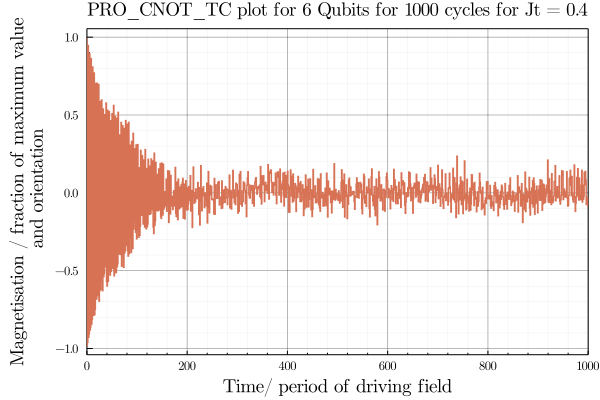 PRO_CNOT_TC plot for 6 Qubits for 1000 cycles for Jt = 0.4
Magnetisation / fraction of maximum value
and orientation
1.0
0.5
0.0
−0.5
−1.0
0 200 400 600 800 1000
Time/ period of driving field